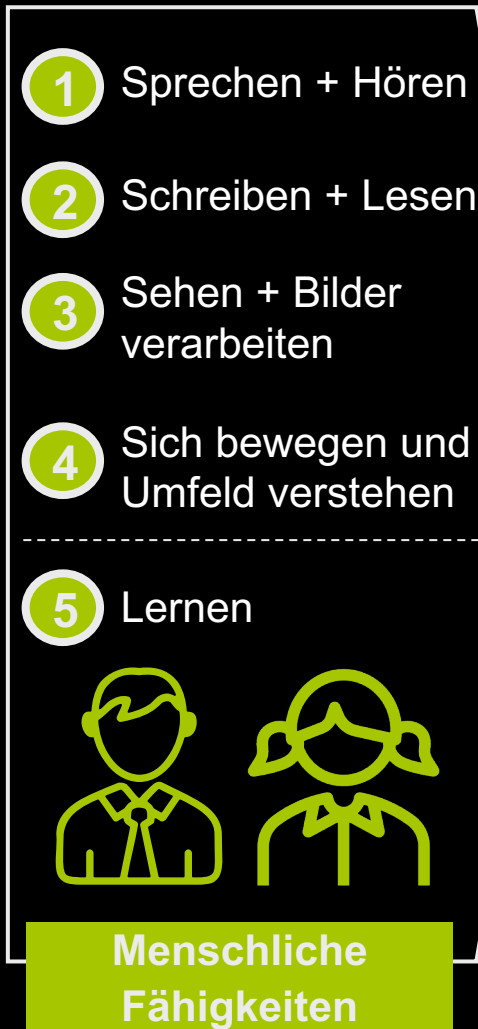 1 Sprechen + Hören
2 Schreiben + Lesen
3 Sehen + Bilder
verarbeiten
4 Sich bewegen und
Umfeld verstehen
5 Lernen
Menschliche
Fähigkeiten